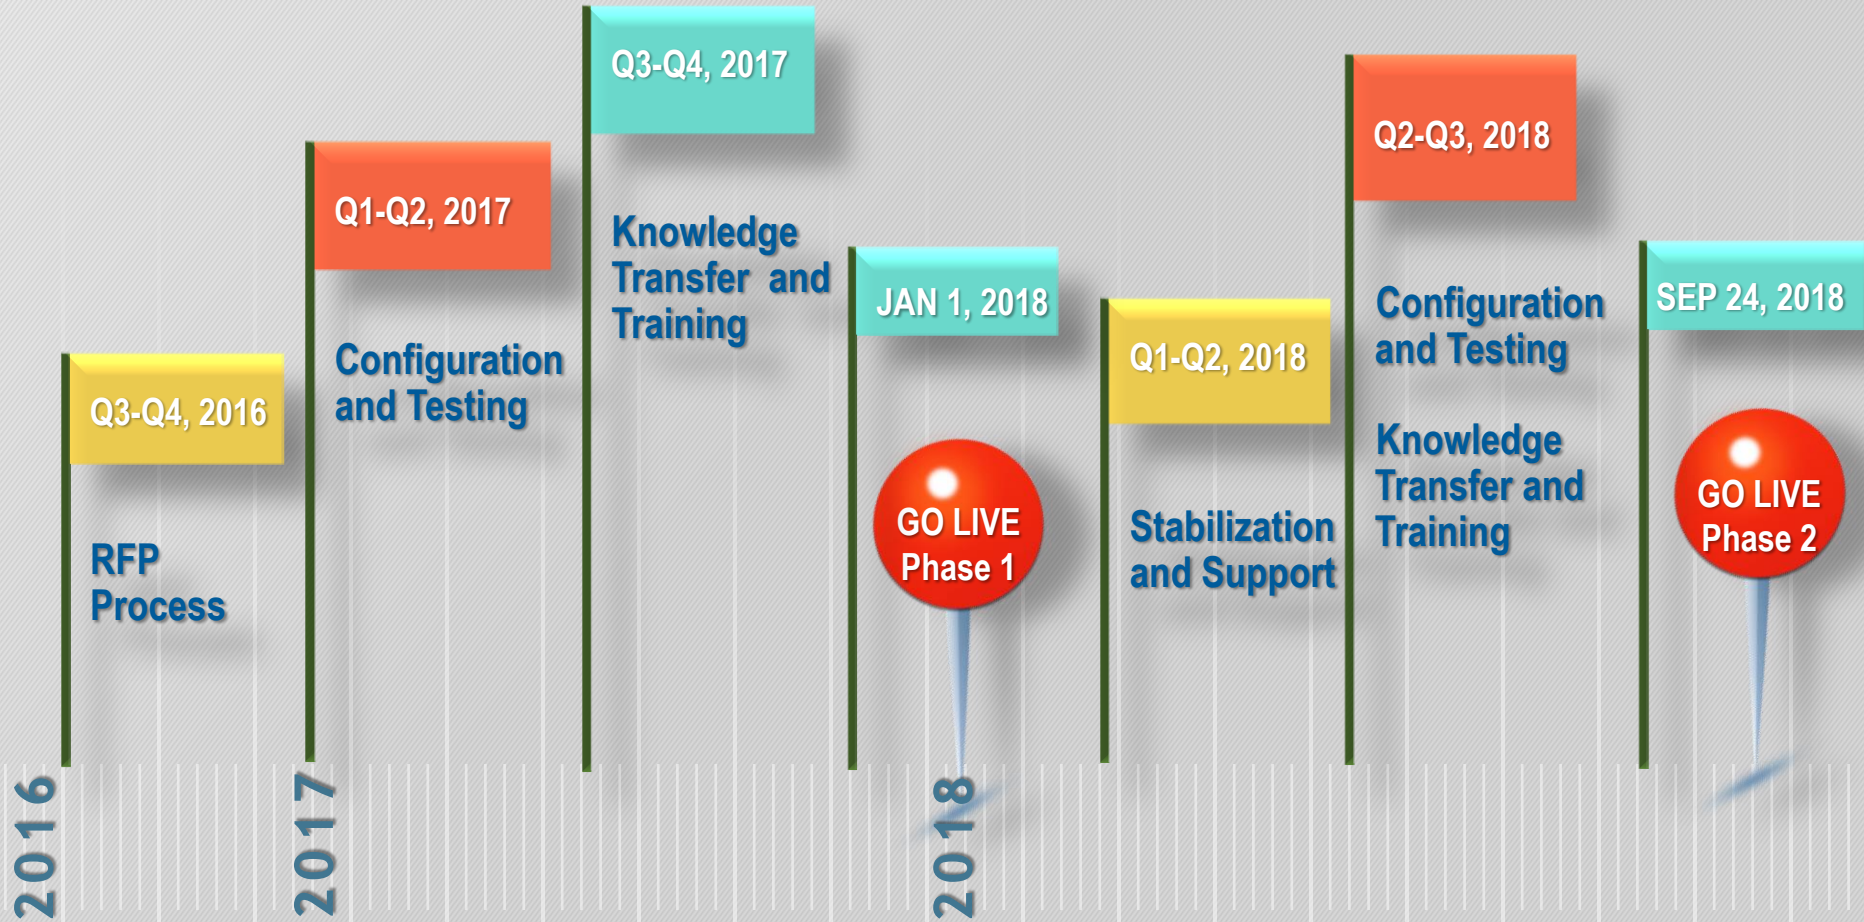 Q3-Q4, 2016
RFP
Process
Q1-Q2, 2017
Configuration
and Testing
Q3-Q4, 2017
Knowledge
Transfer and
Training
JAN 1, 2018
GO LIVE
Phase 1
Q1-Q2, 2018
Stabilization
and Support
Q2-Q3, 2018
Configuration
and Testing
Knowledge
Transfer and
Training
SEP 24, 2018
GO LIVE
Phase 2
2016
2017
2018